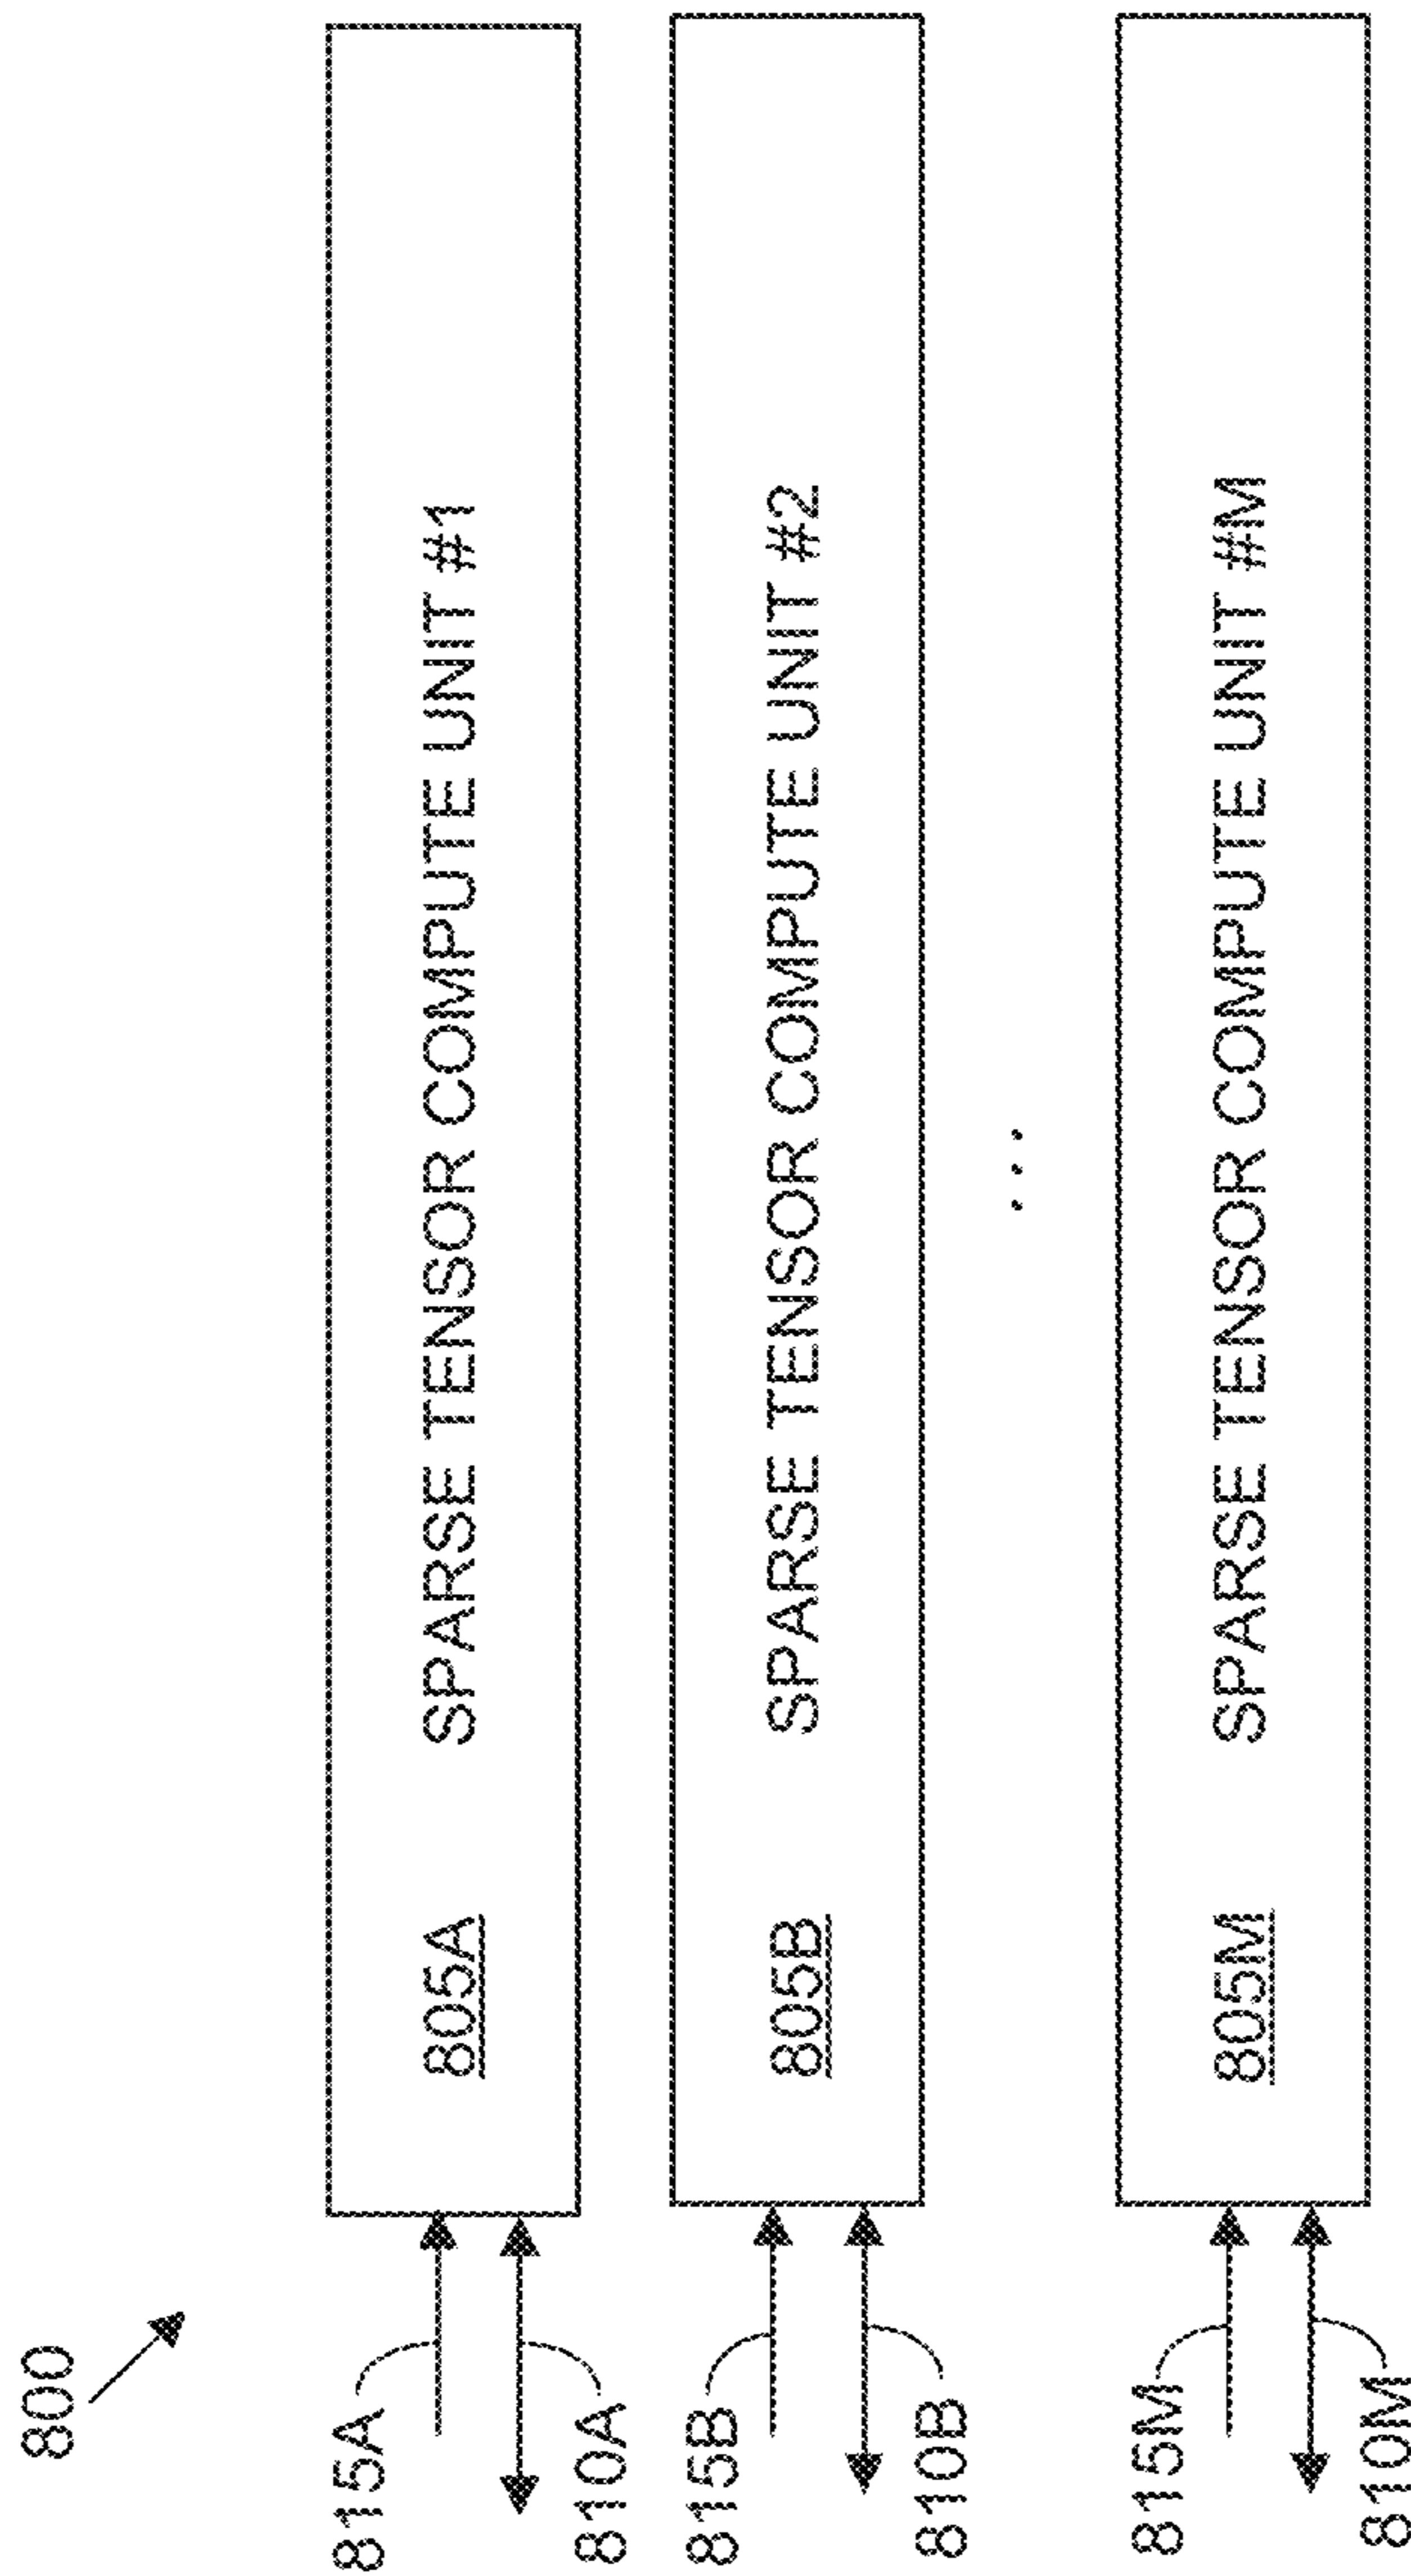 800
815A
805A SPARSE TENSOR COMPUTE UNIT #1
810A
815B
805B SPARSE TENSOR COMPUTE UNIT #2
810B
...
815M
805M SPARSE TENSOR COMPUTE UNIT #M
810M